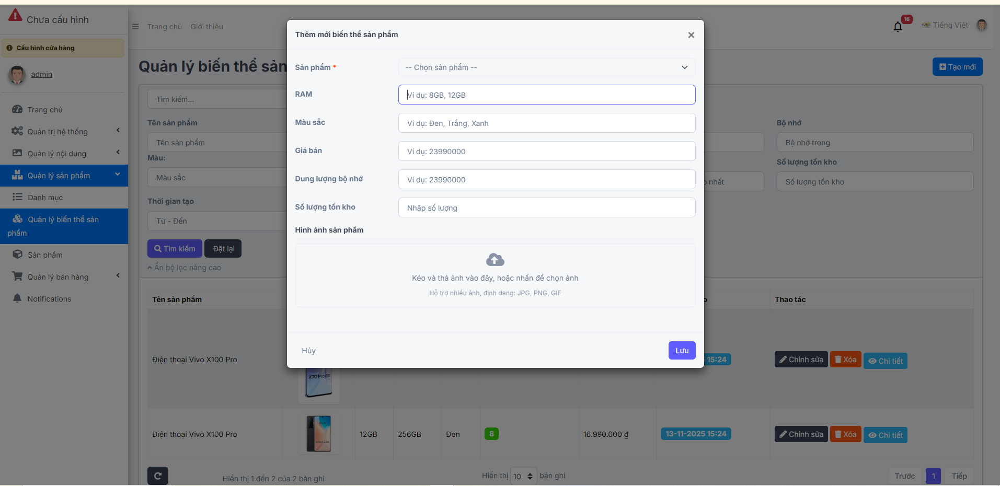 Chưa cấu hình
Cấu hình cửa hàng
admin
Trang chủ
Quản trị hệ thống
Quản lý nội dung
Quản lý sản phẩm
Danh mục
Quản lý biến thể sản
phẩm
Sản phẩm
Quản lý bán hàng
Notifications
Trang chủ Giới thiệu
16
Tiếng Việt
Quản lý biến thể sản
Tạo mới
Tìm kiếm...
Tên sản phẩm
Tên sản phẩm
Màu:
Màu sắc
Thời gian tạo
Từ - Đến
Tìm kiếm Đặt lại
Ẩn bộ lọc nâng cao
Bộ nhớ
Bộ nhớ trong
Số lượng tồn kho
nhất
Số lượng tồn kho
Thêm mới biến thể sản phẩm
×
Sản phẩm *
-- Chọn sản phẩm --
RAM
Ví dụ: 8GB, 12GB
Màu sắc
Ví dụ: Đen, Trắng, Xanh
Giá bán
Ví dụ: 23990000
Dung lượng bộ nhớ
Ví dụ: 23990000
Số lượng tồn kho
Nhập số lượng
Hình ảnh sản phẩm
Kéo và thả ảnh vào đây, hoặc nhấn để chọn ảnh
Hỗ trợ nhiều ảnh, định dạng: JPG, PNG, GIF
Hủy
Lưu
Tên sản phẩm
Thao tác
Điện thoại Vivo X100 Pro
X70 Pro
15:24
Chỉnh sửa Xóa Chi tiết
Điện thoại Vivo X100 Pro
12GB 256GB Đen 8 16.990.000 ₫ 13-11-2025 15:24
Chỉnh sửa Xóa Chi tiết
Hiển thị 1 đến 2 của 2 bản ghi
Hiển thị 10 bản ghi
Trước 1 Tiếp